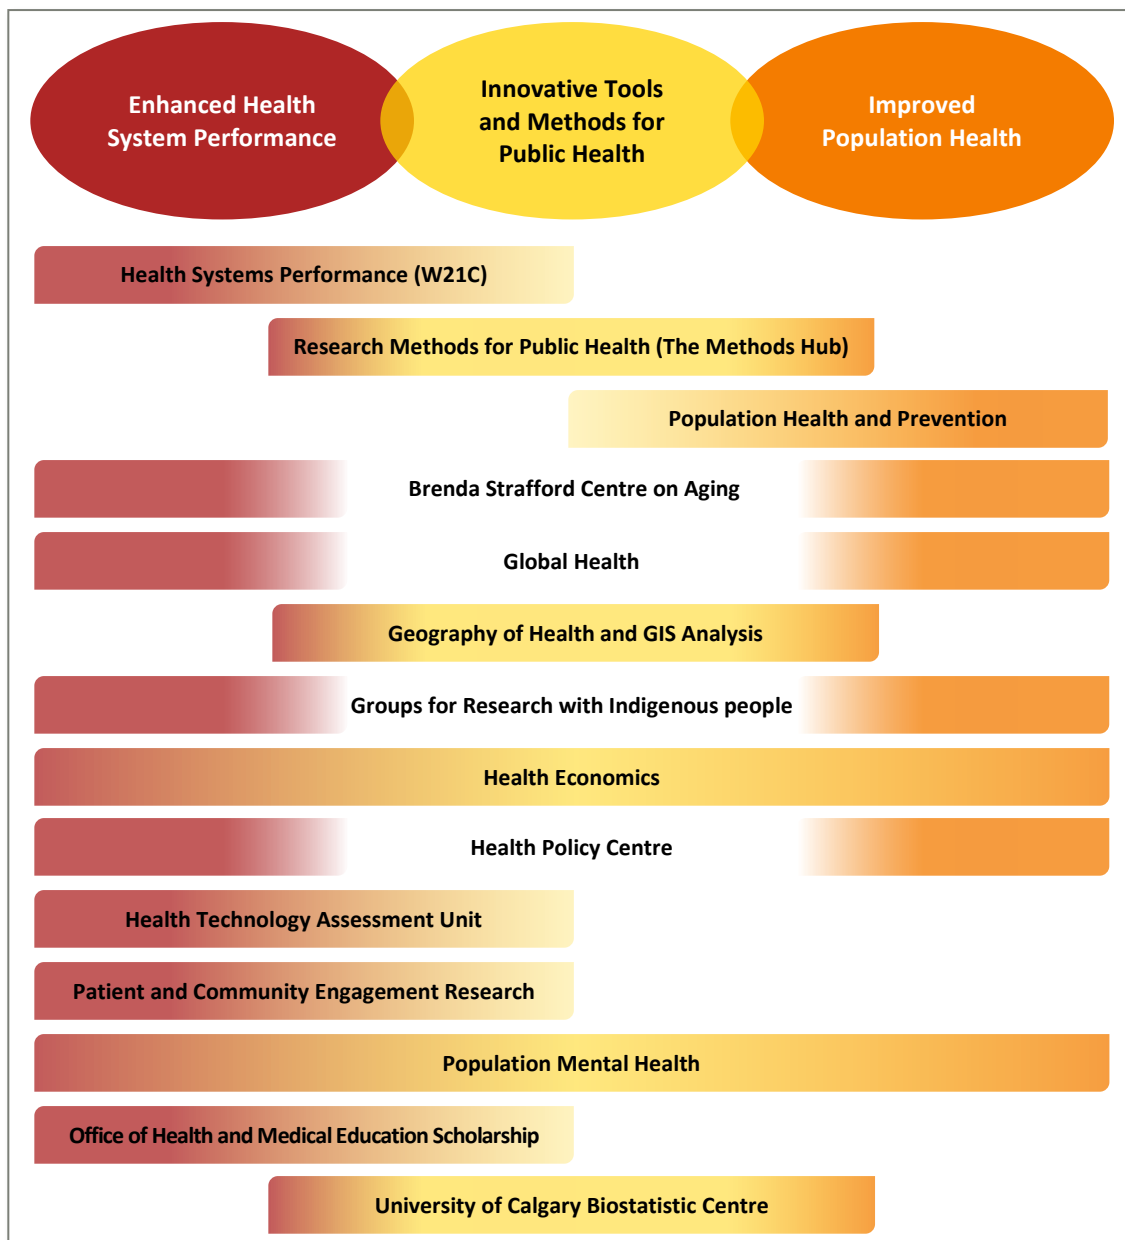 Enhanced Health
System Performance
Innovative Tools
and Methods for
Public Health
Improved
Population Health
Health Systems Performance (W21C)
Research Methods for Public Health (The Methods Hub)
Population Health and Prevention
Brenda Strafford Centre on Aging
Global Health
Geography of Health and GIS Analysis
Groups for Research with Indigenous people
Health Economics
Health Policy Centre
Health Technology Assessment Unit
Patient and Community Engagement Research
Population Mental Health
Office of Health and Medical Education Scholarship
University of Calgary Biostatistic Centre